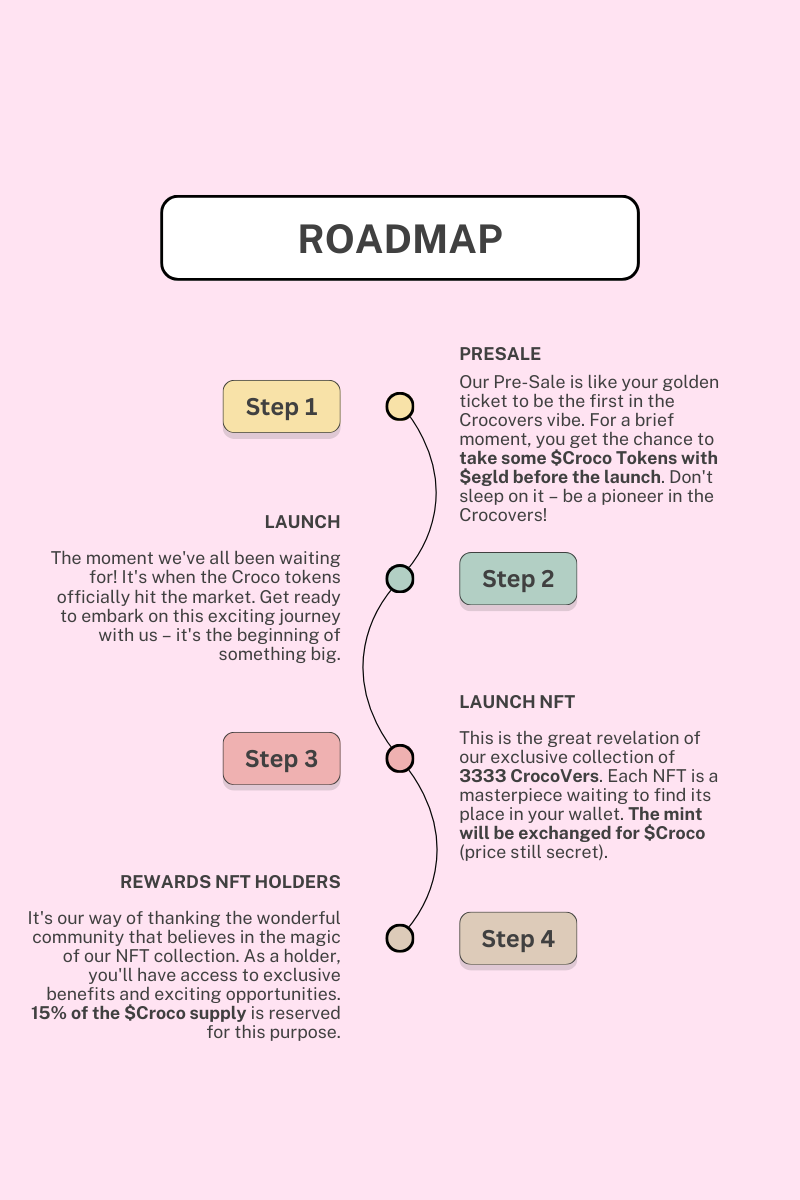 ROADMAP
Step 1
PRESALE
Our Pre-Sale is like your golden
ticket to be the first in the
Crocovers vibe. For a brief
moment, you get the chance to
take some $Croco Tokens with
$egld before the launch. Don't
sleep on it – be a pioneer in the
Crocovers!
Step 2
LAUNCH
The moment we've all been waiting
for! It's when the Croco tokens
officially hit the market. Get ready
to embark on this exciting journey
with us – it's the beginning of
something big.
Step 3
LAUNCH NFT
This is the great revelation of
our exclusive collection of
3333 CrocoVers. Each NFT is a
masterpiece waiting to find its
place in your wallet. The mint
will be exchanged for $Croco
(price still secret).
Step 4
REWARDS NFT HOLDERS
It's our way of thanking the wonderful
community that believes in the magic
of our NFT collection. As a holder,
you'll have access to exclusive
benefits and exciting opportunities.
15% of the $Croco supply is reserved
for this purpose.